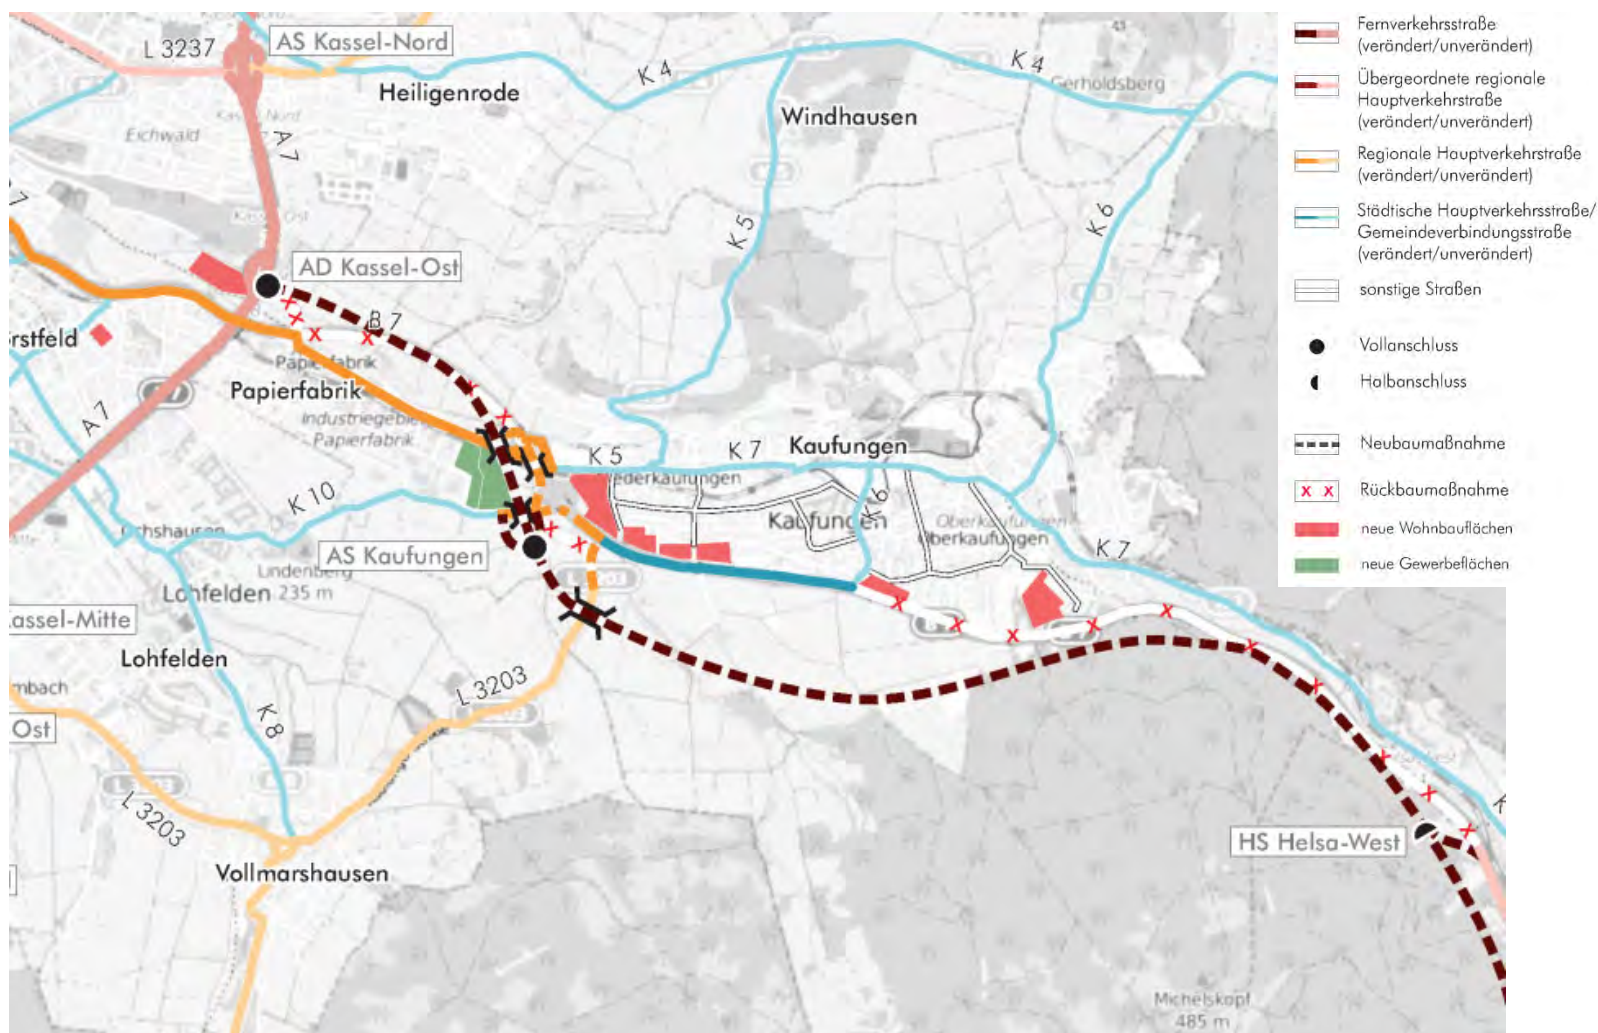 L 3237
AS Kassel-Nord
Heiligenrode
K 4
K 4
Gerholdsberg
Windhausen
Eichwald
A 7
K 5
K 6
AD Kassel-Ost
B 7
Papierfabrik
Papierfabrik
Industriegebiet
Papierfabrik
A 7
K 5
K 7
Kaufungen
Niederkaufungen
K 10
K 6
Kaufungen
Oberkaufungen
Oberkaufungen
K 7
Ochshausen
AS Kaufungen
Lindenberg
235 m
Lohfelden
Kassel-Mitte
Lohfelden
L 3203
K 8
Ost
L 3203
HS Helsa-West
Vollmarshausen
Michelskopf
485 m
Fernverkehrsstraße
(verändert/unverändert)
Übergeordnete regionale
Hauptverkehrstraße
(verändert/unverändert)
Regionale Hauptverkehrstraße
(verändert/unverändert)
Städtische Hauptverkehrsstraße/
Gemeindeverbindungsstraße
(verändert/unverändert)
sonstige Straßen
Vollanschluss
Halbanschluss
Neubaumaßnahme
x x Rückbaumaßnahme
neue Wohnbauflächen
neue Gewerbeflächen